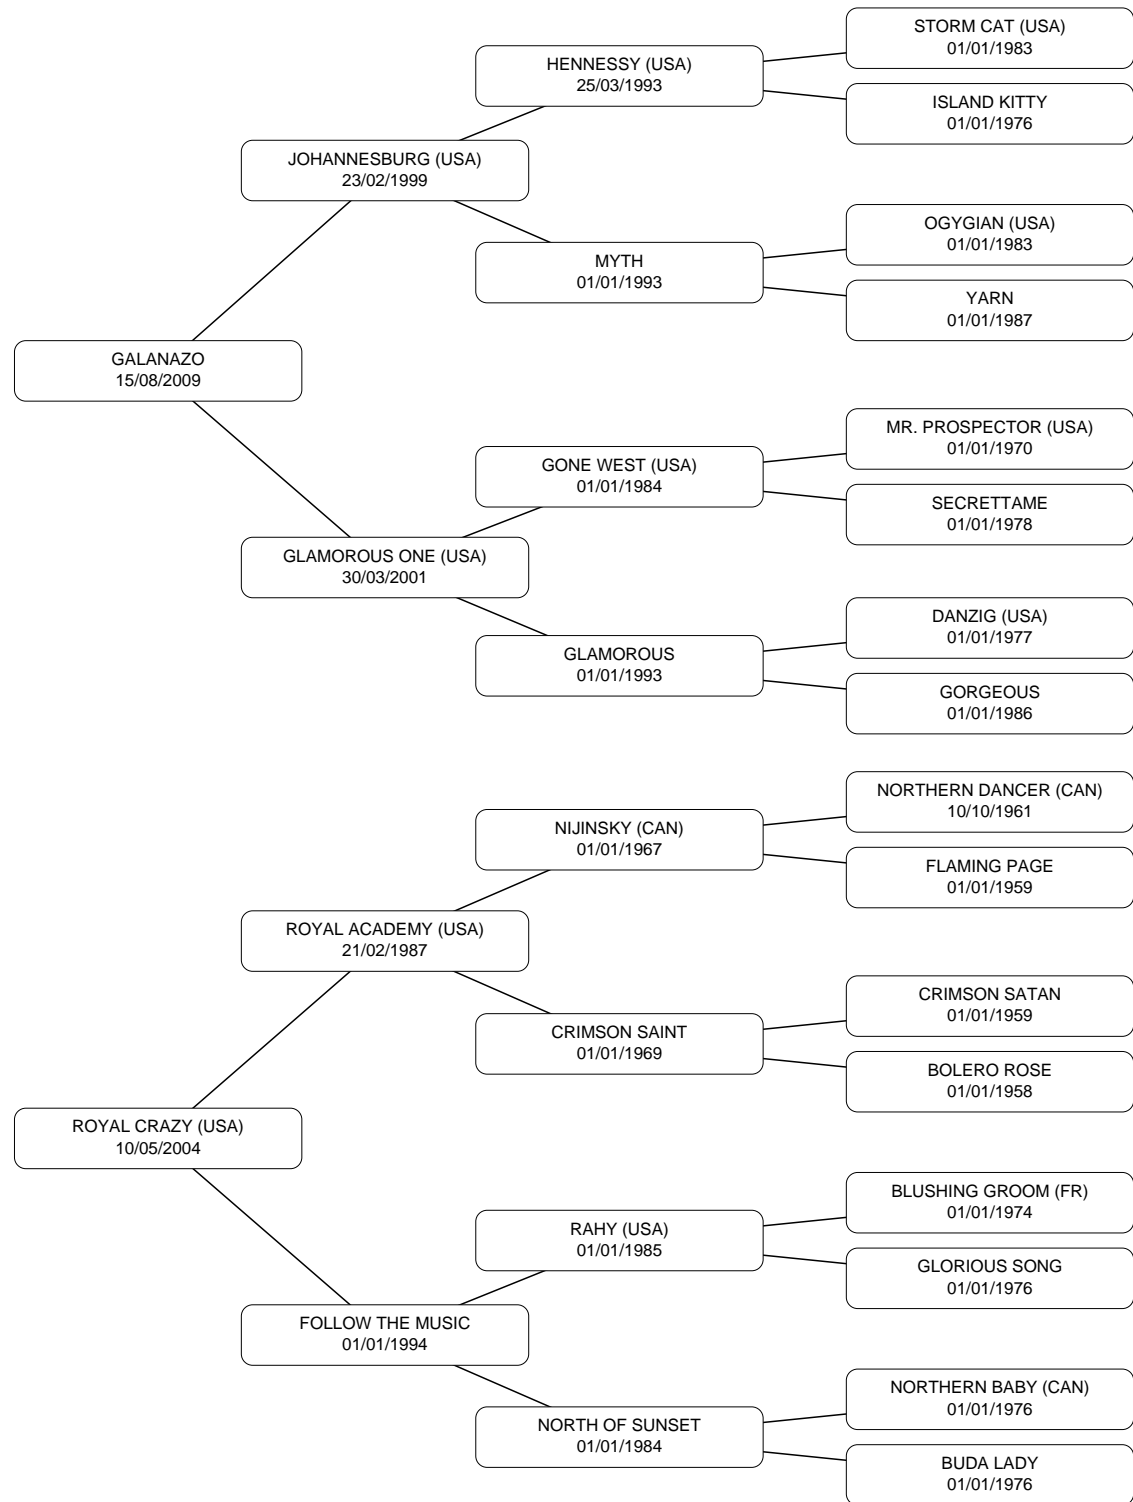 STORM CAT (USA)
01/01/1983
HENNESSY (USA)
25/03/1993
ISLAND KITTY
01/01/1976
JOHANNESBURG (USA)
23/02/1999
OGYGIAN (USA)
01/01/1983
MYTH
01/01/1993
YARN
01/01/1987
GALANAZO
15/08/2009
MR. PROSPECTOR (USA)
01/01/1970
GONE WEST (USA)
01/01/1984
SECRETTAME
01/01/1978
GLAMOROUS ONE (USA)
30/03/2001
DANZIG (USA)
01/01/1977
GLAMOROUS
01/01/1993
GORGEOUS
01/01/1986
NORTHERN DANCER (CAN)
10/10/1961
NIJINSKY (CAN)
01/01/1967
FLAMING PAGE
01/01/1959
ROYAL ACADEMY (USA)
21/02/1987
CRIMSON SATAN
01/01/1959
CRIMSON SAINT
01/01/1969
BOLERO ROSE
01/01/1958
ROYAL CRAZY (USA)
10/05/2004
BLUSHING GROOM (FR)
01/01/1974
RAHY (USA)
01/01/1985
GLORIOUS SONG
01/01/1976
FOLLOW THE MUSIC
01/01/1994
NORTHERN BABY (CAN)
01/01/1976
NORTH OF SUNSET
01/01/1984
BUDA LADY
01/01/1976